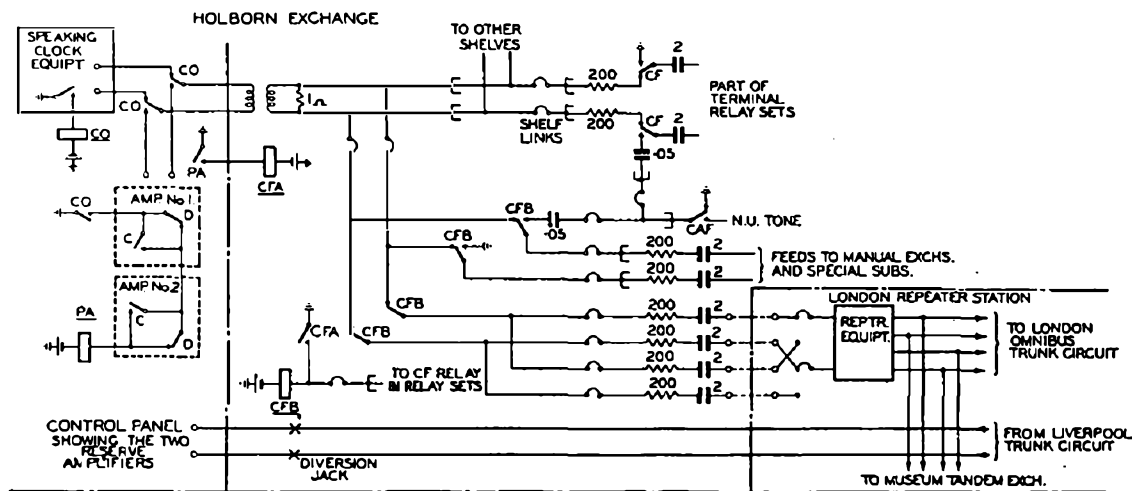 HOLBORN EXCHANGE
SPEAKING
CLOCK
EQUIPT
CO
CO
CO
TO OTHER
SHELVES
1Ω
200
200
SHELF
LINKS
CF
2
CF
2
PART OF
TERMINAL
RELAY SETS
·05
PA
CFA
CO
AMP. No 1.
D
C
AMP No 2
C
D
PA
CFB
·05
CAF
N.U. TONE
CFB
200
2
200
2
FEEDS TO MANUAL EXCHS.
AND SPECIAL SUBS.
CFB
CFB
CFA
CFB
TO CF RELAY
IN RELAY SETS
200
2
200
2
200
2
200
2
LONDON REPEATER STATION
REPTR.
EQUIPT.
TO LONDON
OMNIBUS
TRUNK CIRCUIT
CONTROL PANEL
SHOWING THE TWO
RESERVE
AMPLIFIERS
DIVERSION
JACK
FROM LIVERPOOL
TRUNK CIRCUIT
TO MUSEUM TANDEM EXCH.